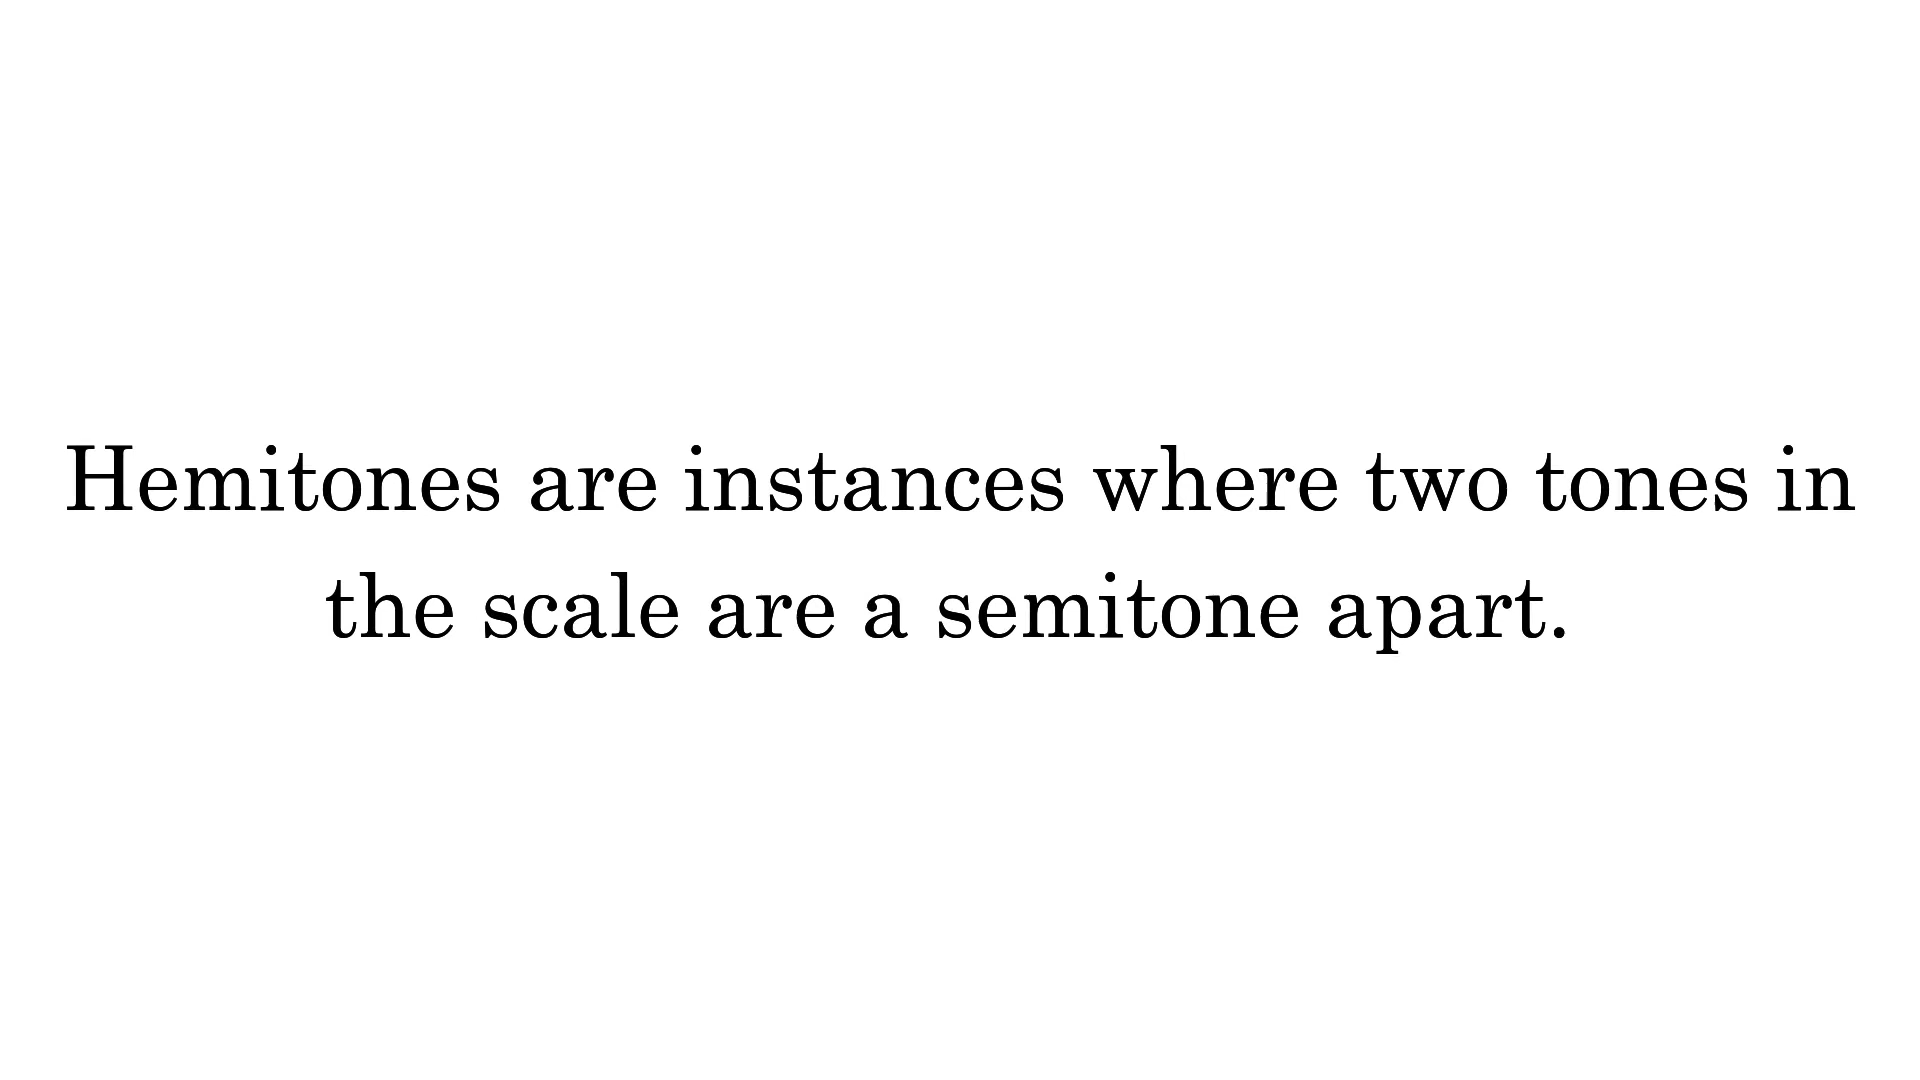 Hemitones are instances where two tones in
the scale are a semitone apart.